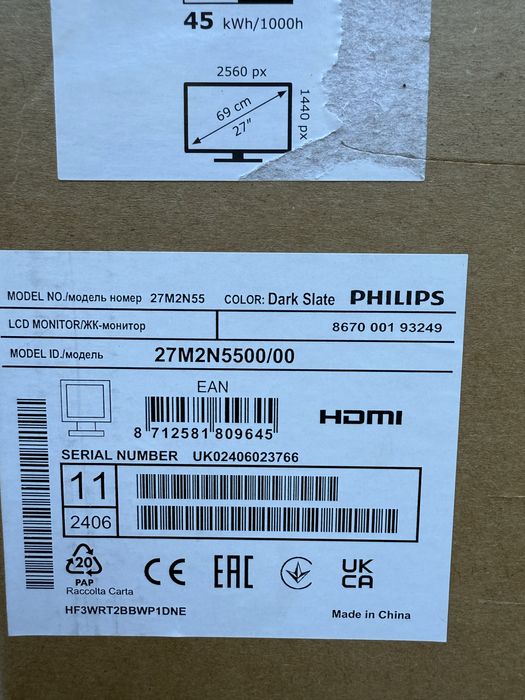 45 kWh/1000h
2560 px
1440 px
69 cm
27"
MODEL NO./модель номер 27M2N55 COLOR: Dark Slate PHILIPS
LCD MONITOR/ЖК-монитор 8670 001 93249
MODEL ID./модель 27M2N5500/00
EAN
HDMI
8 712581 809645
SERIAL NUMBER UK02406023766
11
2406
20
PAP
Raccolta Carta
CE EAC UK CA
HF3WRT2BBWP1DNE
Made in China